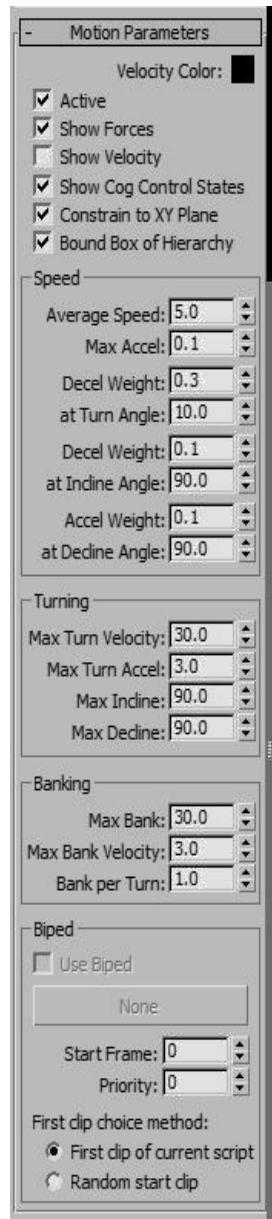 - Motion Parameters
Velocity Color:
Active
Show Forces
Show Velocity
Show Cog Control States
Constrain to XY Plane
Bound Box of Hierarchy
Speed
Average Speed: 5.0
Max Accel: 0.1
Decel Weight: 0.3
at Turn Angle: 10.0
Decel Weight: 0.1
at Incline Angle: 90.0
Accel Weight: 0.1
at Decline Angle: 90.0
Turning
Max Turn Velocity: 30.0
Max Turn Accel: 3.0
Max Incline: 90.0
Max Decline: 90.0
Banking
Max Bank: 30.0
Max Bank Velocity: 3.0
Bank per Turn: 1.0
Biped
Use Biped
None
Start Frame: 0
Priority: 0
First clip choice method:
First clip of current script
Random start clip